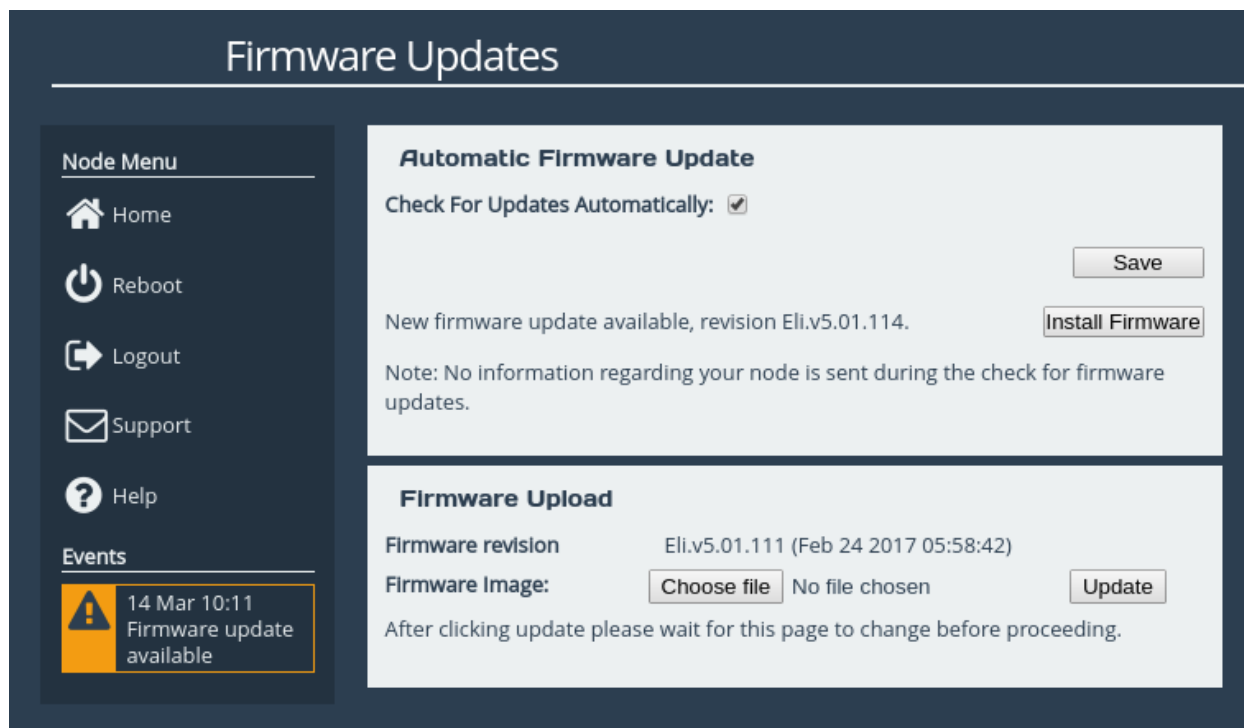 Firmware Updates
Node Menu
Home
Reboot
Logout
Support
Help
Events
14 Mar 10:11
Firmware update
available
Automatic Firmware Update
Check For Updates Automatically:
Save
New firmware update available, revision Eli.v5.01.114.
Install Firmware
Note: No information regarding your node is sent during the check for firmware
updates.
Firmware Upload
Firmware revision Eli.v5.01.111 (Feb 24 2017 05:58:42)
Firmware Image: Choose file No file chosen Update
After clicking update please wait for this page to change before proceeding.